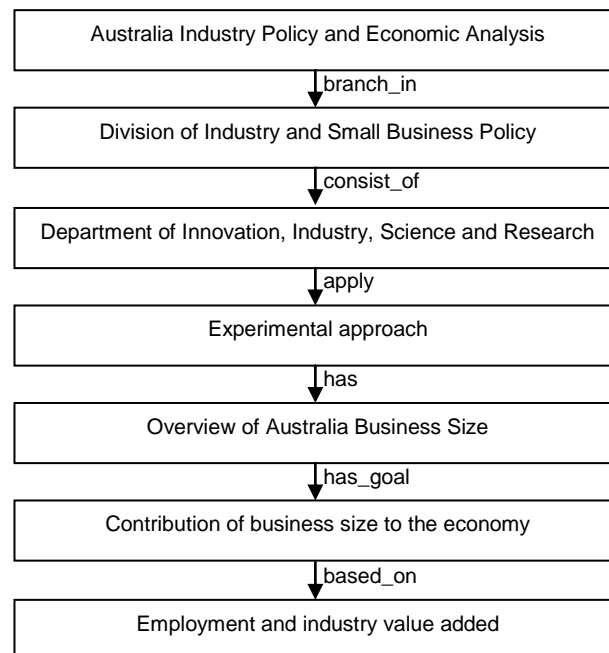 Australia Industry Policy and Economic Analysis
branch_in
Division of Industry and Small Business Policy
consist_of
Department of Innovation, Industry, Science and Research
apply
Experimental approach
has
Overview of Australia Business Size
has_goal
Contribution of business size to the economy
based_on
Employment and industry value added